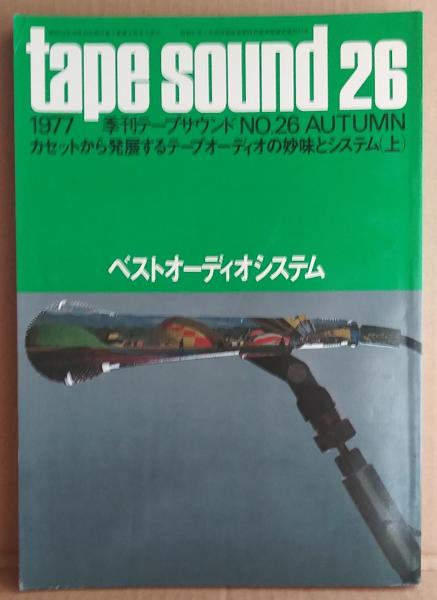 tape sound 26
1977 季刊テープサウンド NO.26 AUTUMN
カセットから発展するテープオーディオの妙味とシステム(上)
ベストオーディオシステム